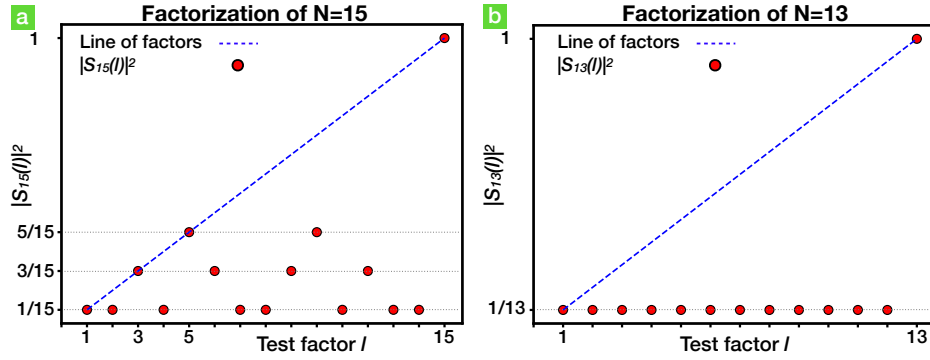 a
Factorization of N=15
1
Line of factors
|S15(l)|²
|S15(l)|²
5/15
3/15
1/15
1
3
5
15
Test factor l
b
Factorization of N=13
1
Line of factors
|S13(l)|²
|S13(l)|²
1/13
1
13
Test factor l